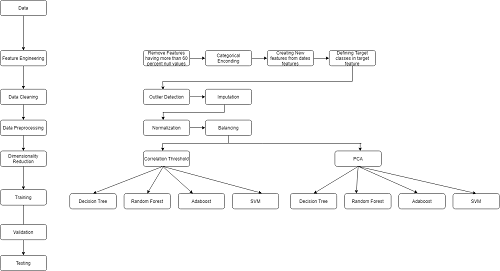 Data
Feature Engineering
Remove Features
having more than 60
percent null values
Categorical
Enconding
Creating New
features from dates
features
Defining Target
classes in target
feature
Data Cleaning
Outlier Detection
Imputation
Data Preprocessing
Normalization
Balancing
Dimensionality
Reduction
Correlation Threshold
PCA
Training
Decision Tree
Random Forest
Adaboost
SVM
Decision Tree
Random Forest
Adaboost
SVM
Validation
Testing